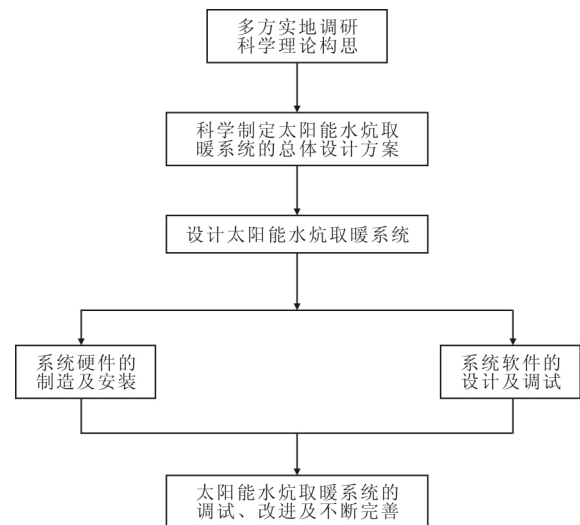 多方实地调研
科学理论构思
科学制定太阳能水炕取
暖系统的总体设计方案
设计太阳能水炕取暖系统
系统硬件的
制造及安装
系统软件的
设计及调试
太阳能水炕取暖系统的
调试、改进及不断完善